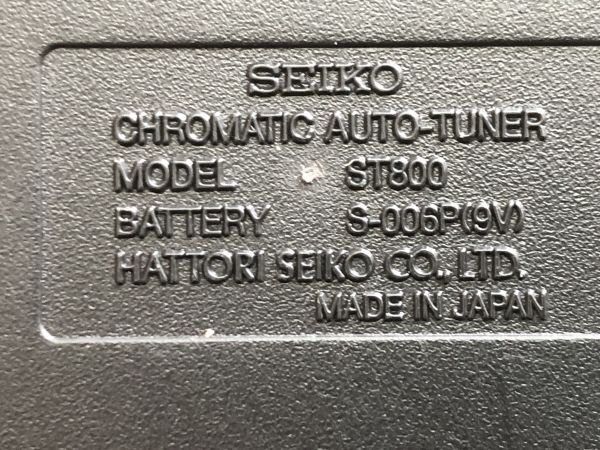 SEIKO
CHROMATIC AUTO-TUNER
MODEL ST800
BATTERY S-006P(9V)
HATTORI SEIKO CO., LTD.
MADE IN JAPAN